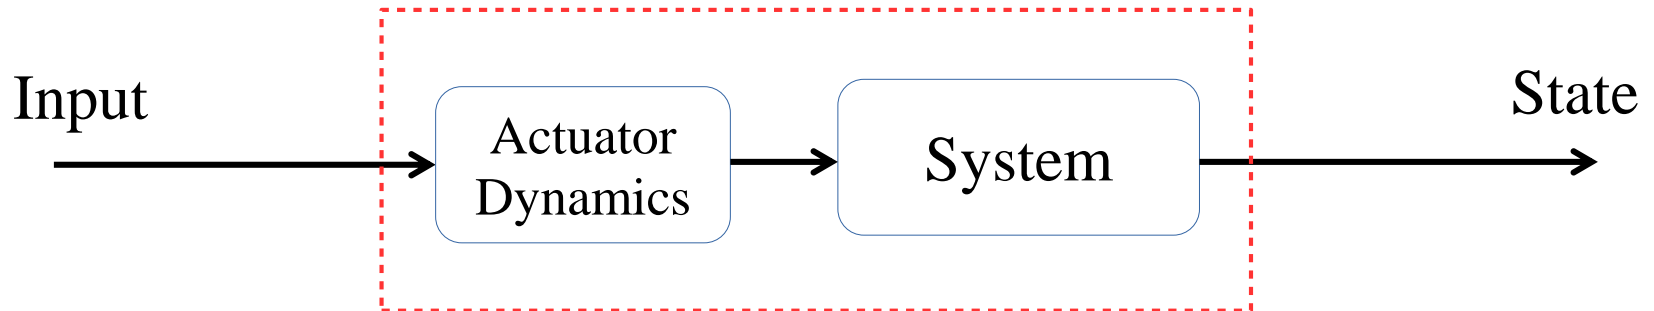 Input
Actuator
Dynamics
System
State